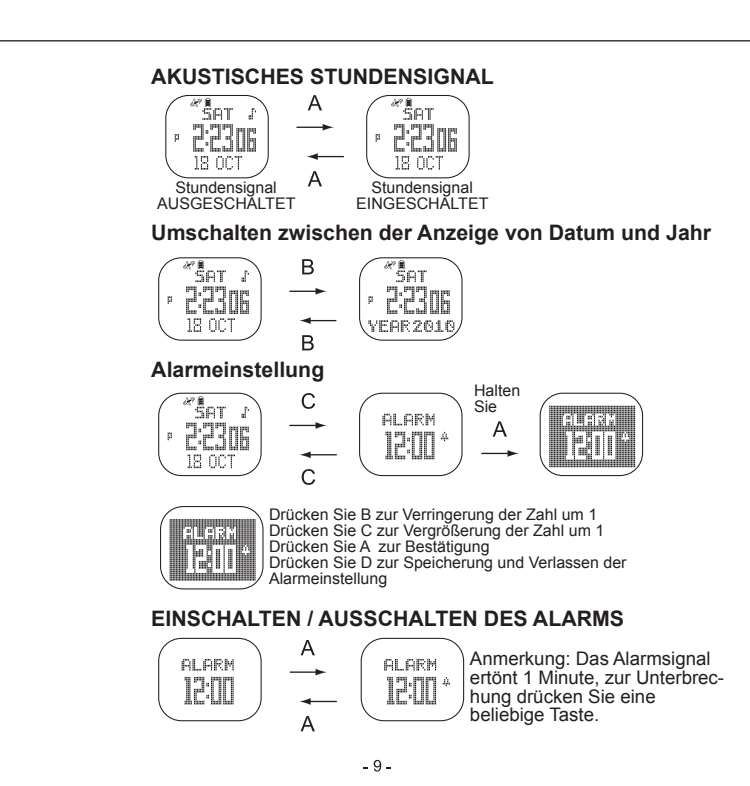 AKUSTISCHES STUNDENSIGNAL
A
SAT
P 2:23 06
18 OCT
SAT
P 2:23 06
18 OCT
A
Stundensignal
AUSGESCHALTET
Stundensignal
EINGESCHALTET
Umschalten zwischen der Anzeige von Datum und Jahr
B
SAT
P 2:23 06
18 OCT
SAT
P 2:23 06
YEAR 2010
B
Alarmeinstellung
C
SAT
P 2:23 06
18 OCT
C
ALARM
12:00
Halten
Sie
A
ALARM
12:00
ALARM
12:00
Drücken Sie B zur Verringerung der Zahl um 1
Drücken Sie C zur Vergrößerung der Zahl um 1
Drücken Sie A zur Bestätigung
Drücken Sie D zur Speicherung und Verlassen der
Alarmeinstellung
EINSCHALTEN / AUSSCHALTEN DES ALARMS
ALARM
12:00
A
A
ALARM
12:00
Anmerkung: Das Alarmsignal
ertönt 1 Minute, zur Unterbrec-
hung drücken Sie eine
beliebige Taste.
- 9 -